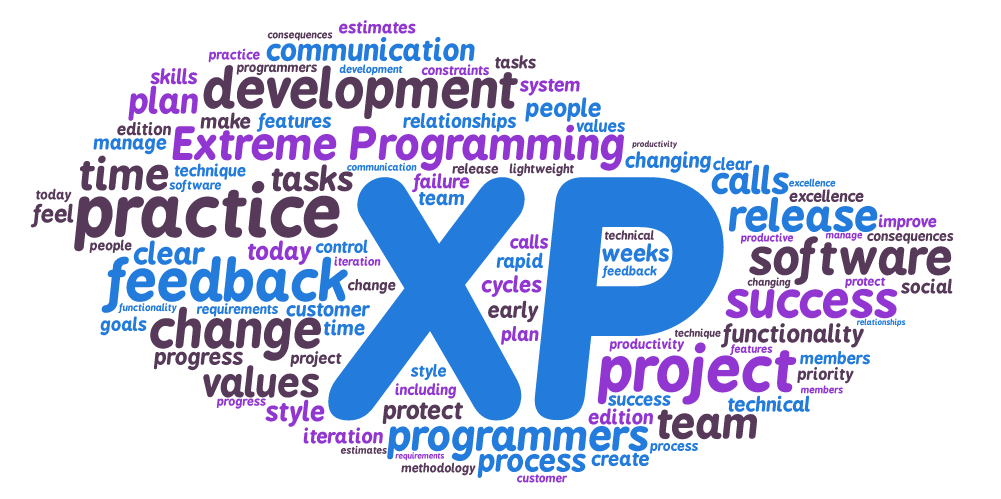 estimates
consequences
practice communication
programmers development constraints tasks
skills development system
plan people
make features relationships values
edition Extreme Programming productivity
manage changing clear
time technique communication release lightweight
software tasks failure calls excellence
today team excellence
feel practice release improve
people calls technical productive manage consequences
clear today control weeks software
iteration rapid feedback
feedback change cycles changing protect social
functionality requirements customer early success relationships
goals change time plan technique functionality
progress project productivity features members
values style project priority
including members
progress style protect success technical
edition team
iteration programmers process
estimates requirements
methodology process create
customer
XP